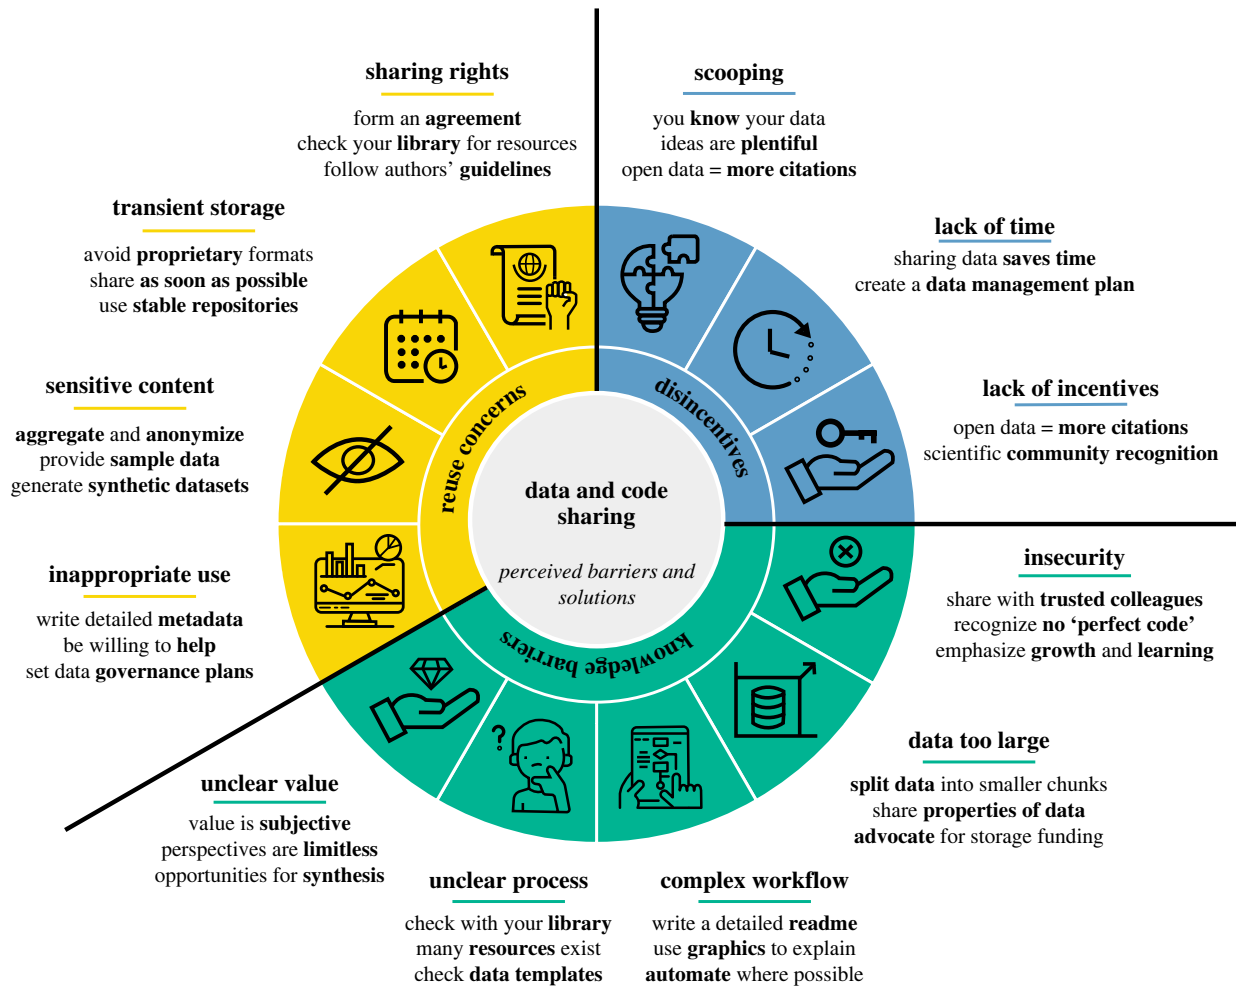 sharing rights
form an agreement
check your library for resources
follow authors’ guidelines
scooping
you know your data
ideas are plentiful
open data = more citations
transient storage
avoid proprietary formats
share as soon as possible
use stable repositories
lack of time
sharing data saves time
create a data management plan
sensitive content
aggregate and anonymize
provide sample data
generate synthetic datasets
lack of incentives
open data = more citations
scientific community recognition
reuse concerns
disincentives
data and code
sharing
perceived barriers and
solutions
knowledge barriers
inappropriate use
write detailed metadata
be willing to help
set data governance plans
insecurity
share with trusted colleagues
recognize no ‘perfect code’
emphasize growth and learning
unclear value
value is subjective
perspectives are limitless
opportunities for synthesis
data too large
split data into smaller chunks
share properties of data
advocate for storage funding
?
unclear process
check with your library
many resources exist
check data templates
complex workflow
write a detailed readme
use graphics to explain
automate where possible